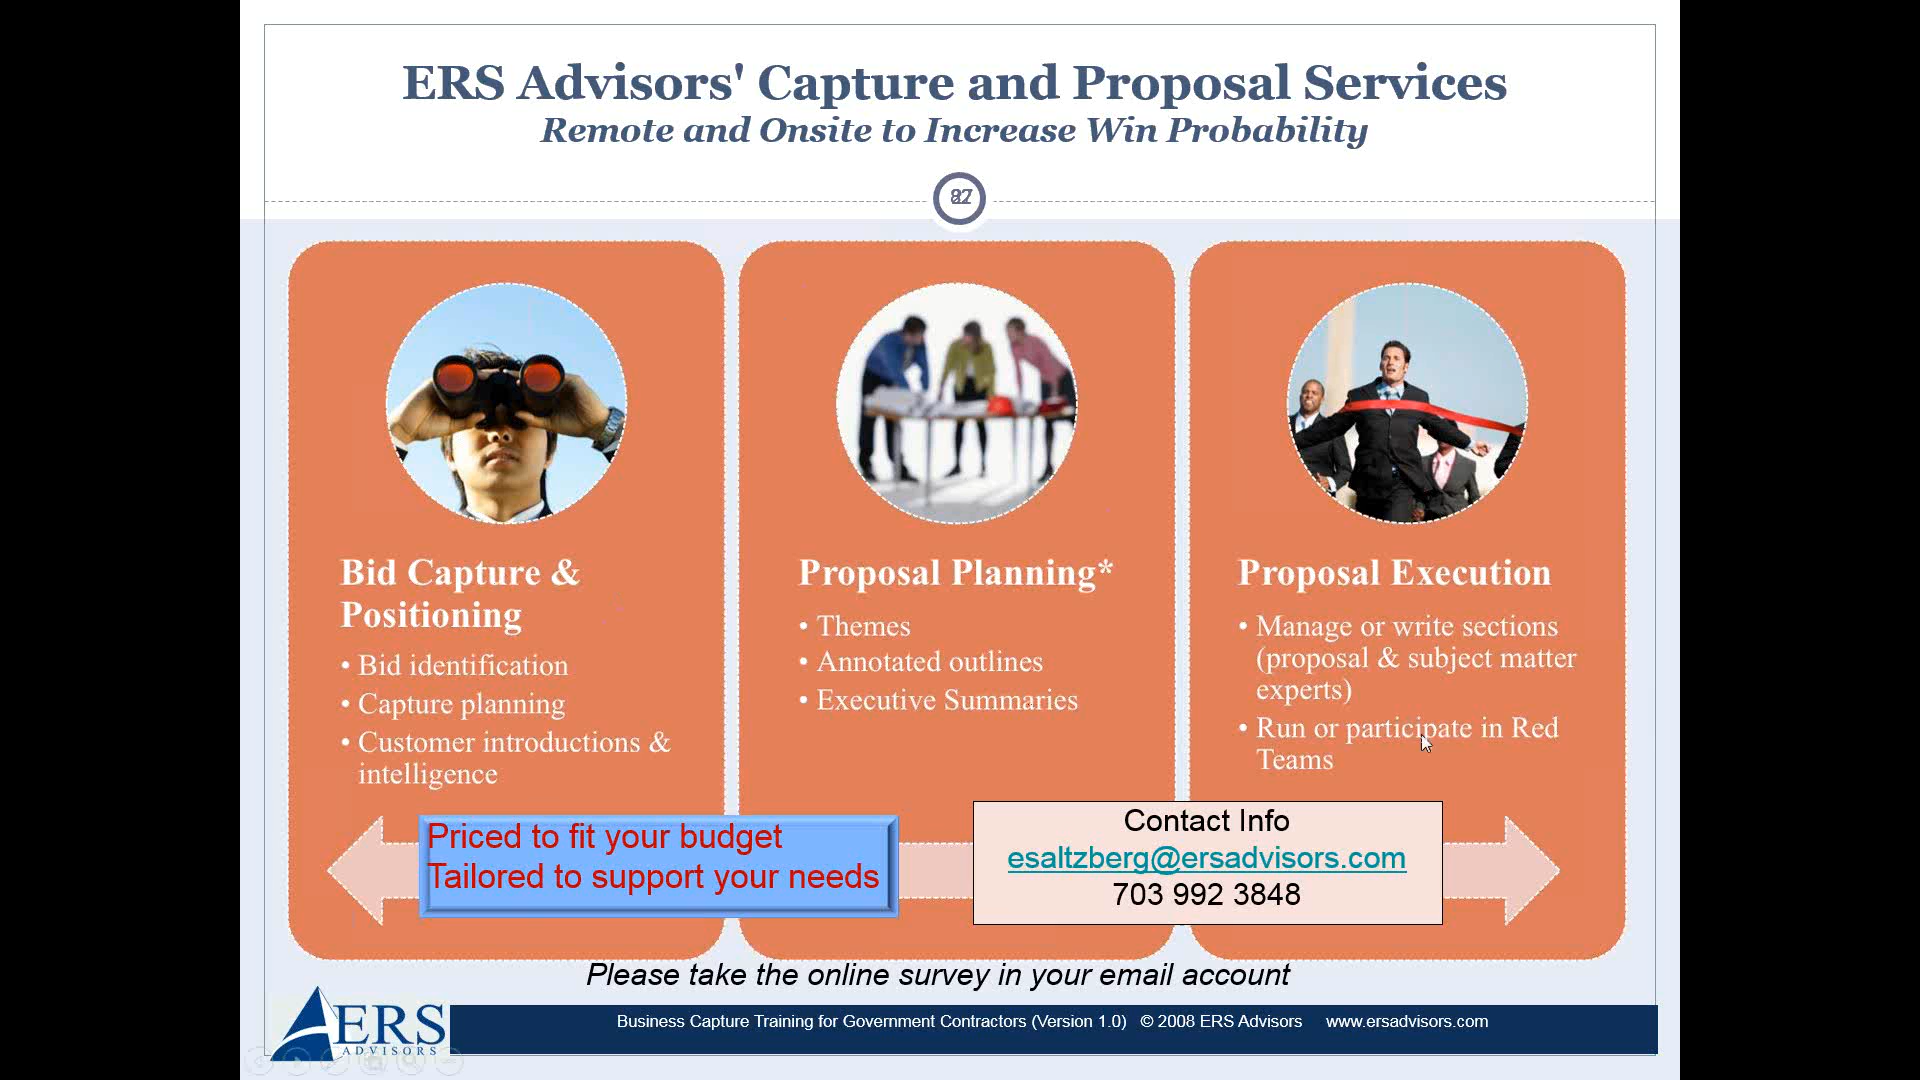 ERS Advisors' Capture and Proposal Services
Remote and Onsite to Increase Win Probability
Bid Capture &
Positioning
• Bid identification
• Capture planning
• Customer introductions &
intelligence
Proposal Planning*
• Themes
• Annotated outlines
• Executive Summaries
Proposal Execution
• Manage or write sections
(proposal & subject matter
experts)
• Run or participate in Red
Teams
Priced to fit your budget
Tailored to support your needs
Contact Info
esaltzberg@ersadvisors.com
703 992 3848
Please take the online survey in your email account
ERS
ADVISORS
Business Capture Training for Government Contractors (Version 1.0) © 2008 ERS Advisors www.ersadvisors.com